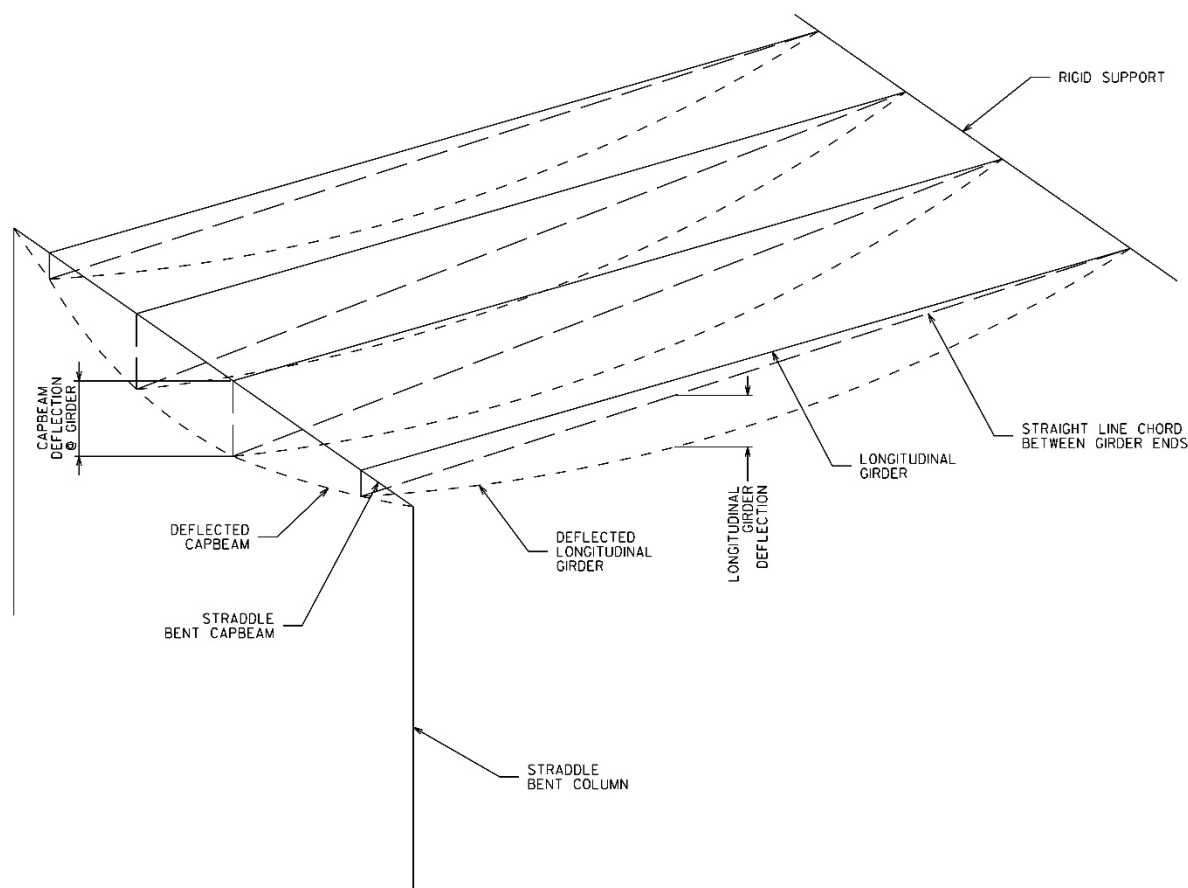 RIGID SUPPORT
CAPBEAM
DEFLECTION
@ GIRDER
STRAIGHT LINE CHORD
BETWEEN GIRDER ENDS
LONGITUDINAL
GIRDER
DEFLECTED
CAPBEAM
DEFLECTED
LONGITUDINAL
GIRDER
LONGITUDINAL
GIRDER
DEFLECTION
STRADDLE
BENT CAPBEAM
STRADDLE
BENT COLUMN